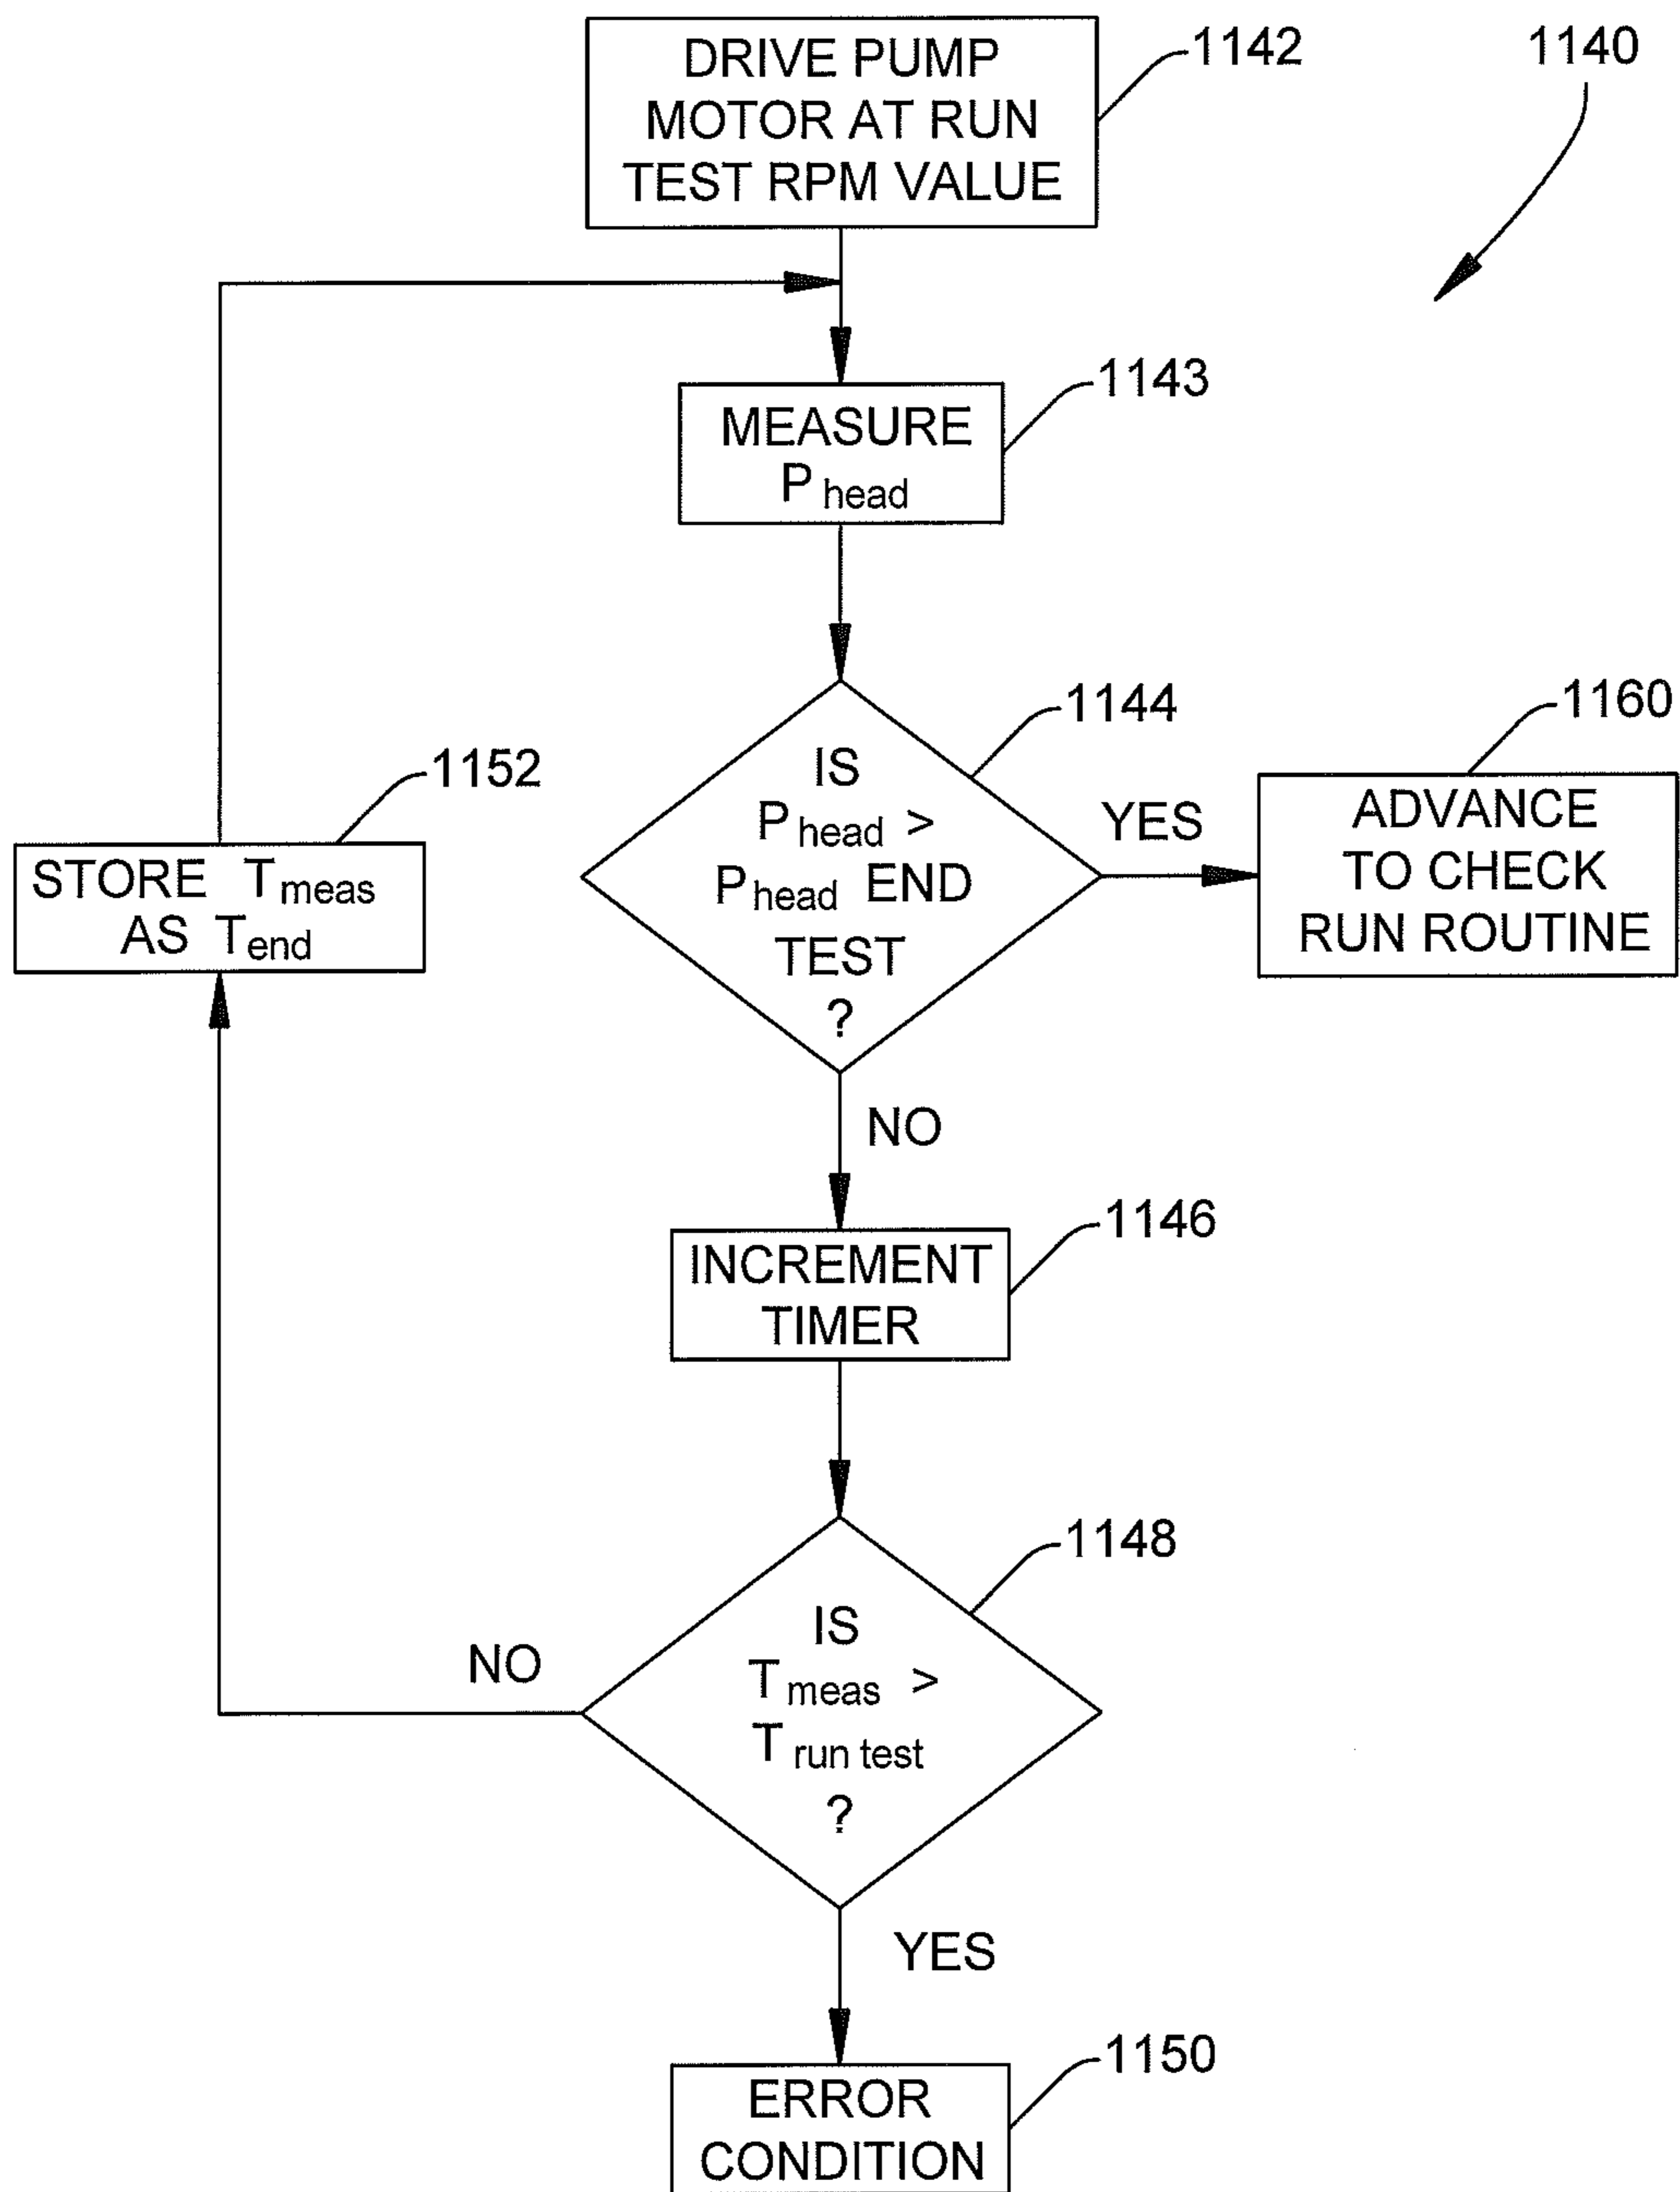 DRIVE PUMP
MOTOR AT RUN
TEST RPM VALUE
1142
1140
MEASURE
P head
1143
IS
P head >
P head END
TEST
?
1144
YES
ADVANCE
TO CHECK
RUN ROUTINE
1160
STORE T meas
AS T end
1152
NO
INCREMENT
TIMER
1146
IS
T meas >
T run test
?
1148
NO
YES
ERROR
CONDITION
1150